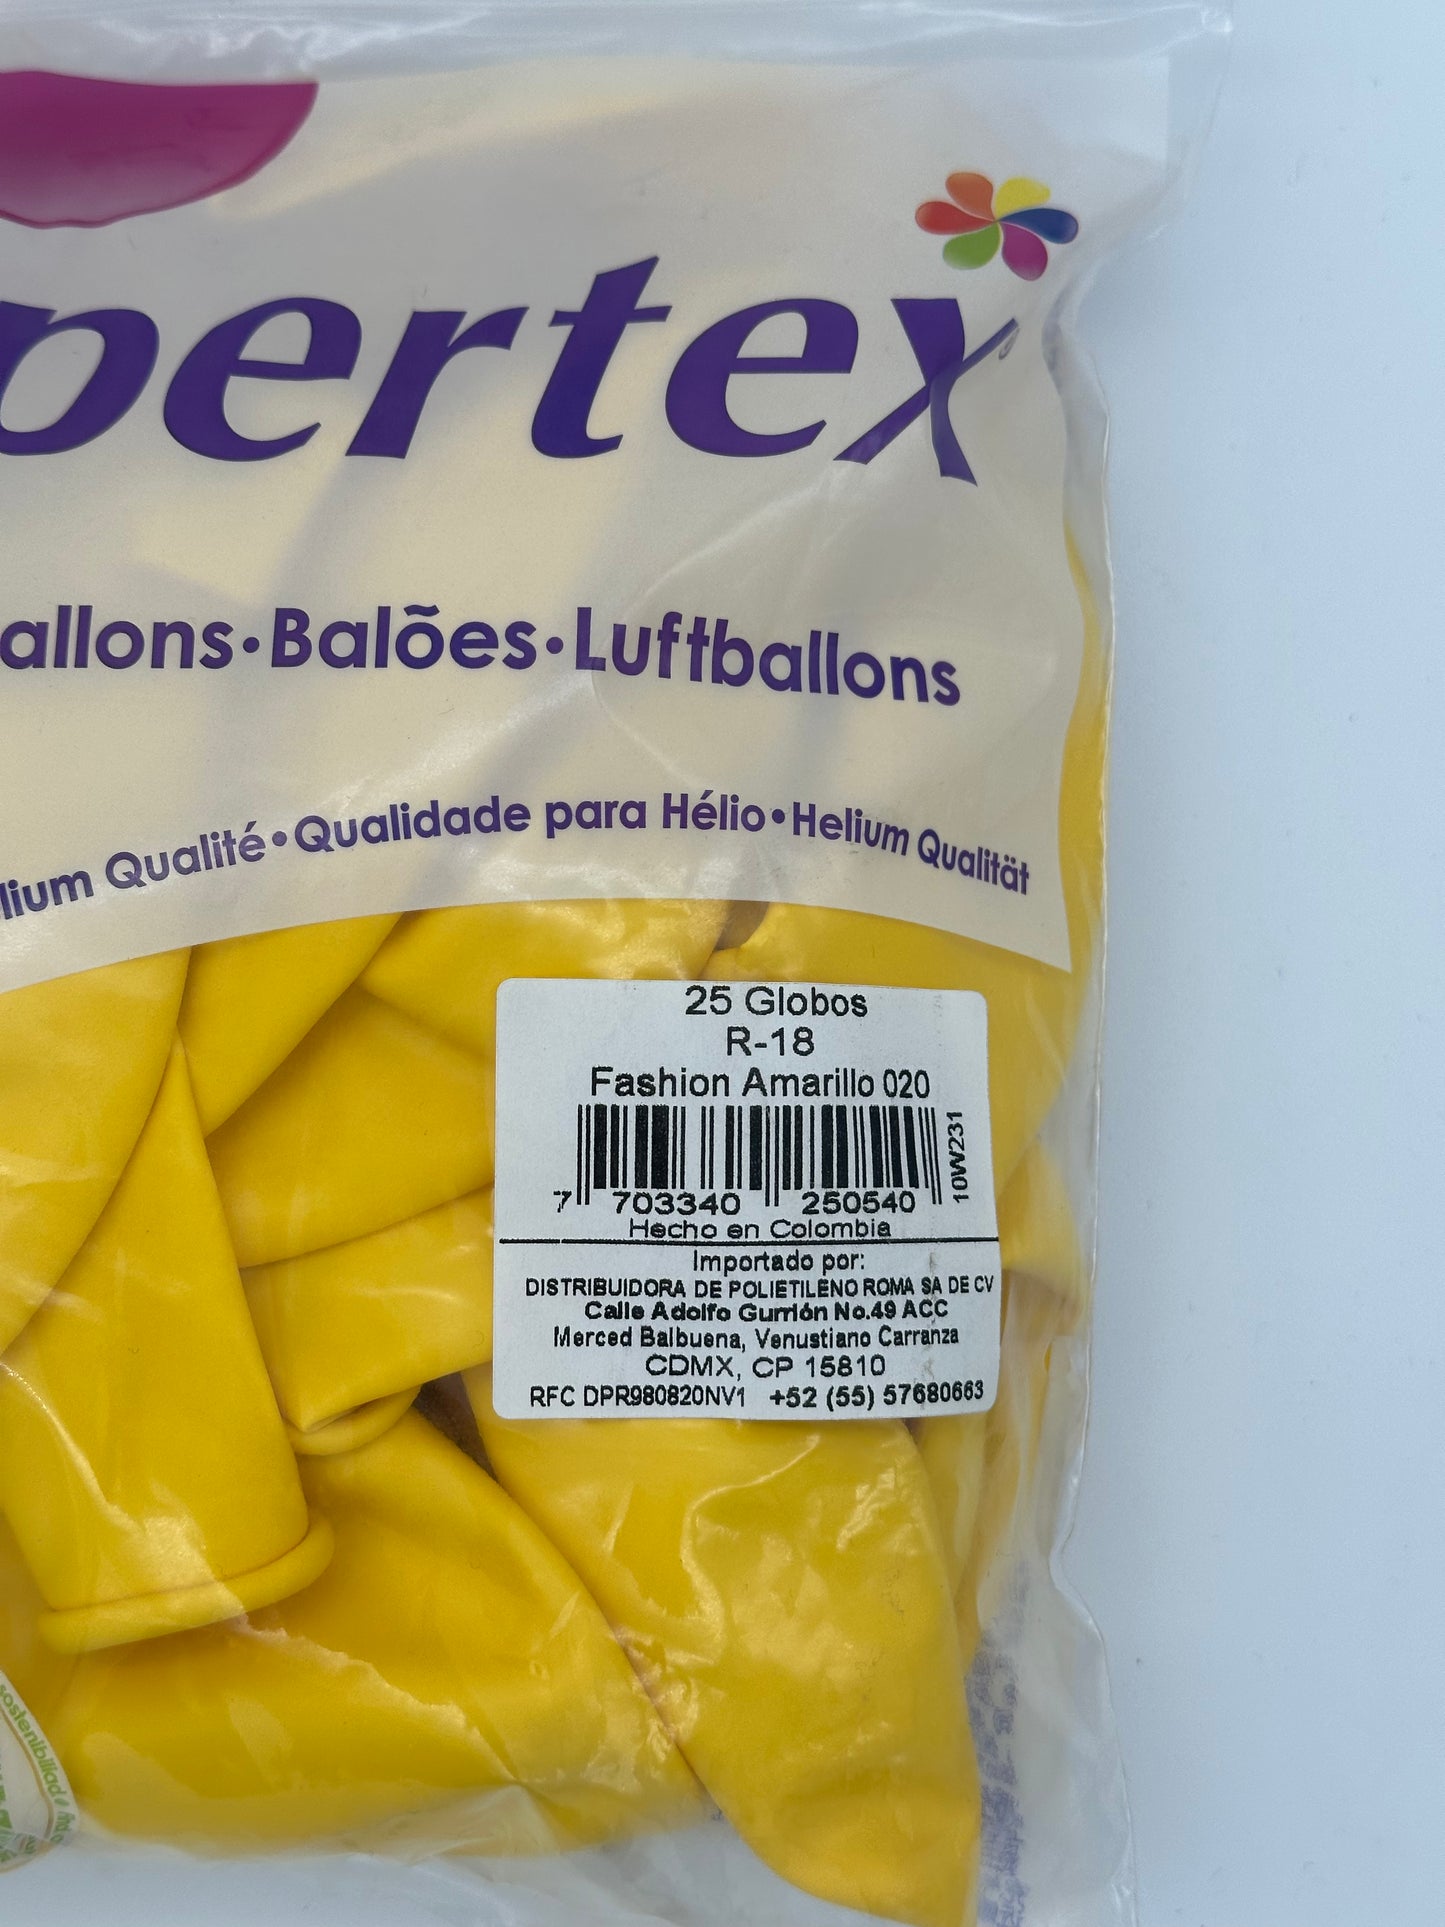 pertex®
allons•Balões•Luftballons
lium Qualité•Qualidade para Hélio•Helium Qualität
25 Globos
R-18
Fashion Amarillo 020
10W231
7 703340 250540
Hecho en Colombia
Importado por:
DISTRIBUIDORA DE POLIETILENO ROMA SA DE CV
Calle Adolfo Gurrión No.49 ACC
Merced Balbuena, Venustiano Carranza
CDMX, CP 15810
RFC DPR980820NV1 +52 (55) 57680663
sostenibilidad